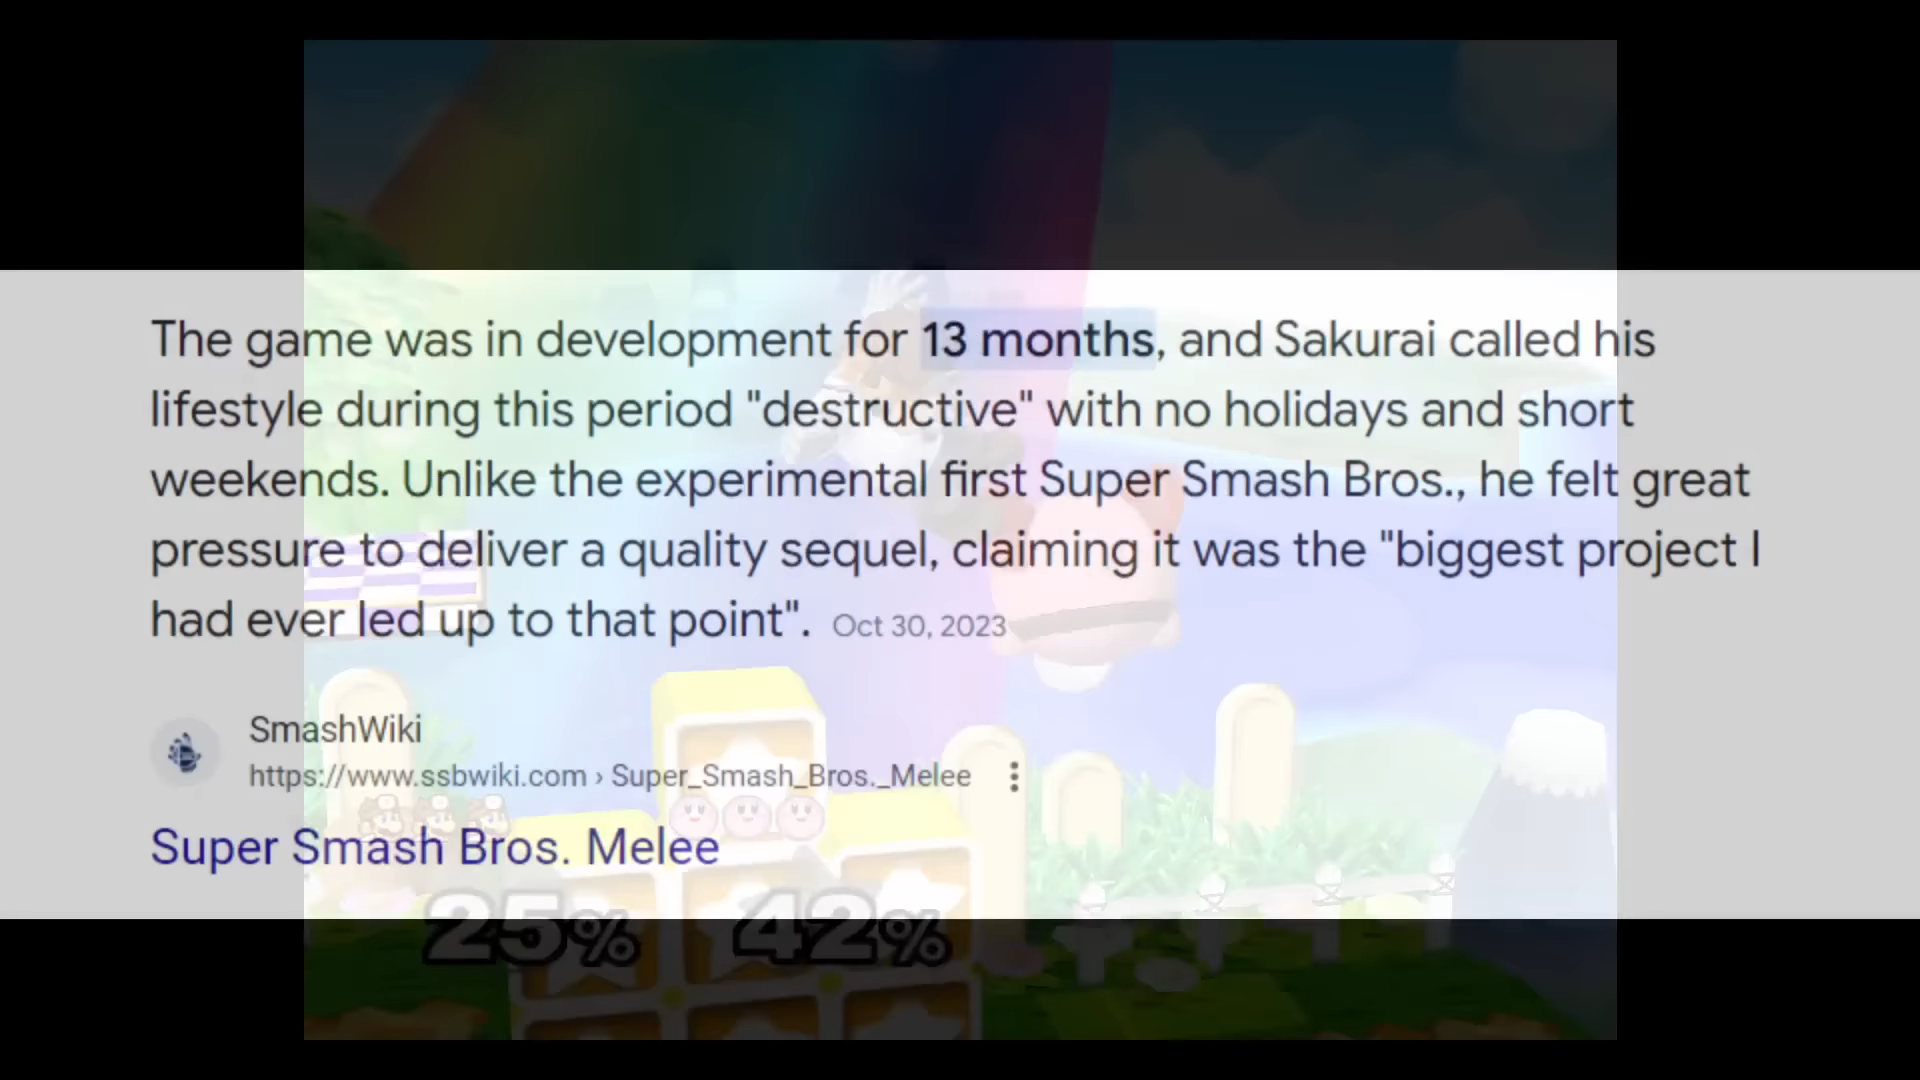 The game was in development for 13 months, and Sakurai called his
lifestyle during this period "destructive" with no holidays and short
weekends. Unlike the experimental first Super Smash Bros., he felt great
pressure to deliver a quality sequel, claiming it was the "biggest project I
had ever led up to that point". Oct 30, 2023
SmashWiki
https://www.ssbwiki.com › Super_Smash_Bros._Melee
Super Smash Bros. Melee
25% 42%